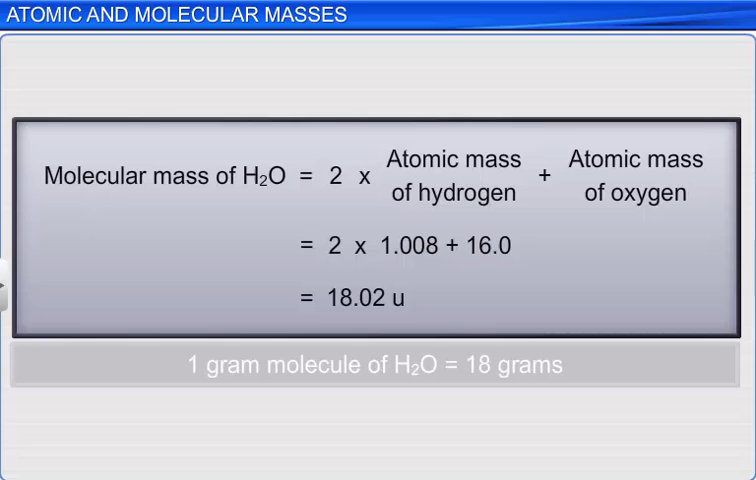 ATOMIC AND MOLECULAR MASSES
Molecular mass of H₂O = 2 x Atomic mass of hydrogen + Atomic mass of oxygen
= 2 x 1.008 + 16.0
= 18.02 u
1 gram molecule of H₂O = 18 grams